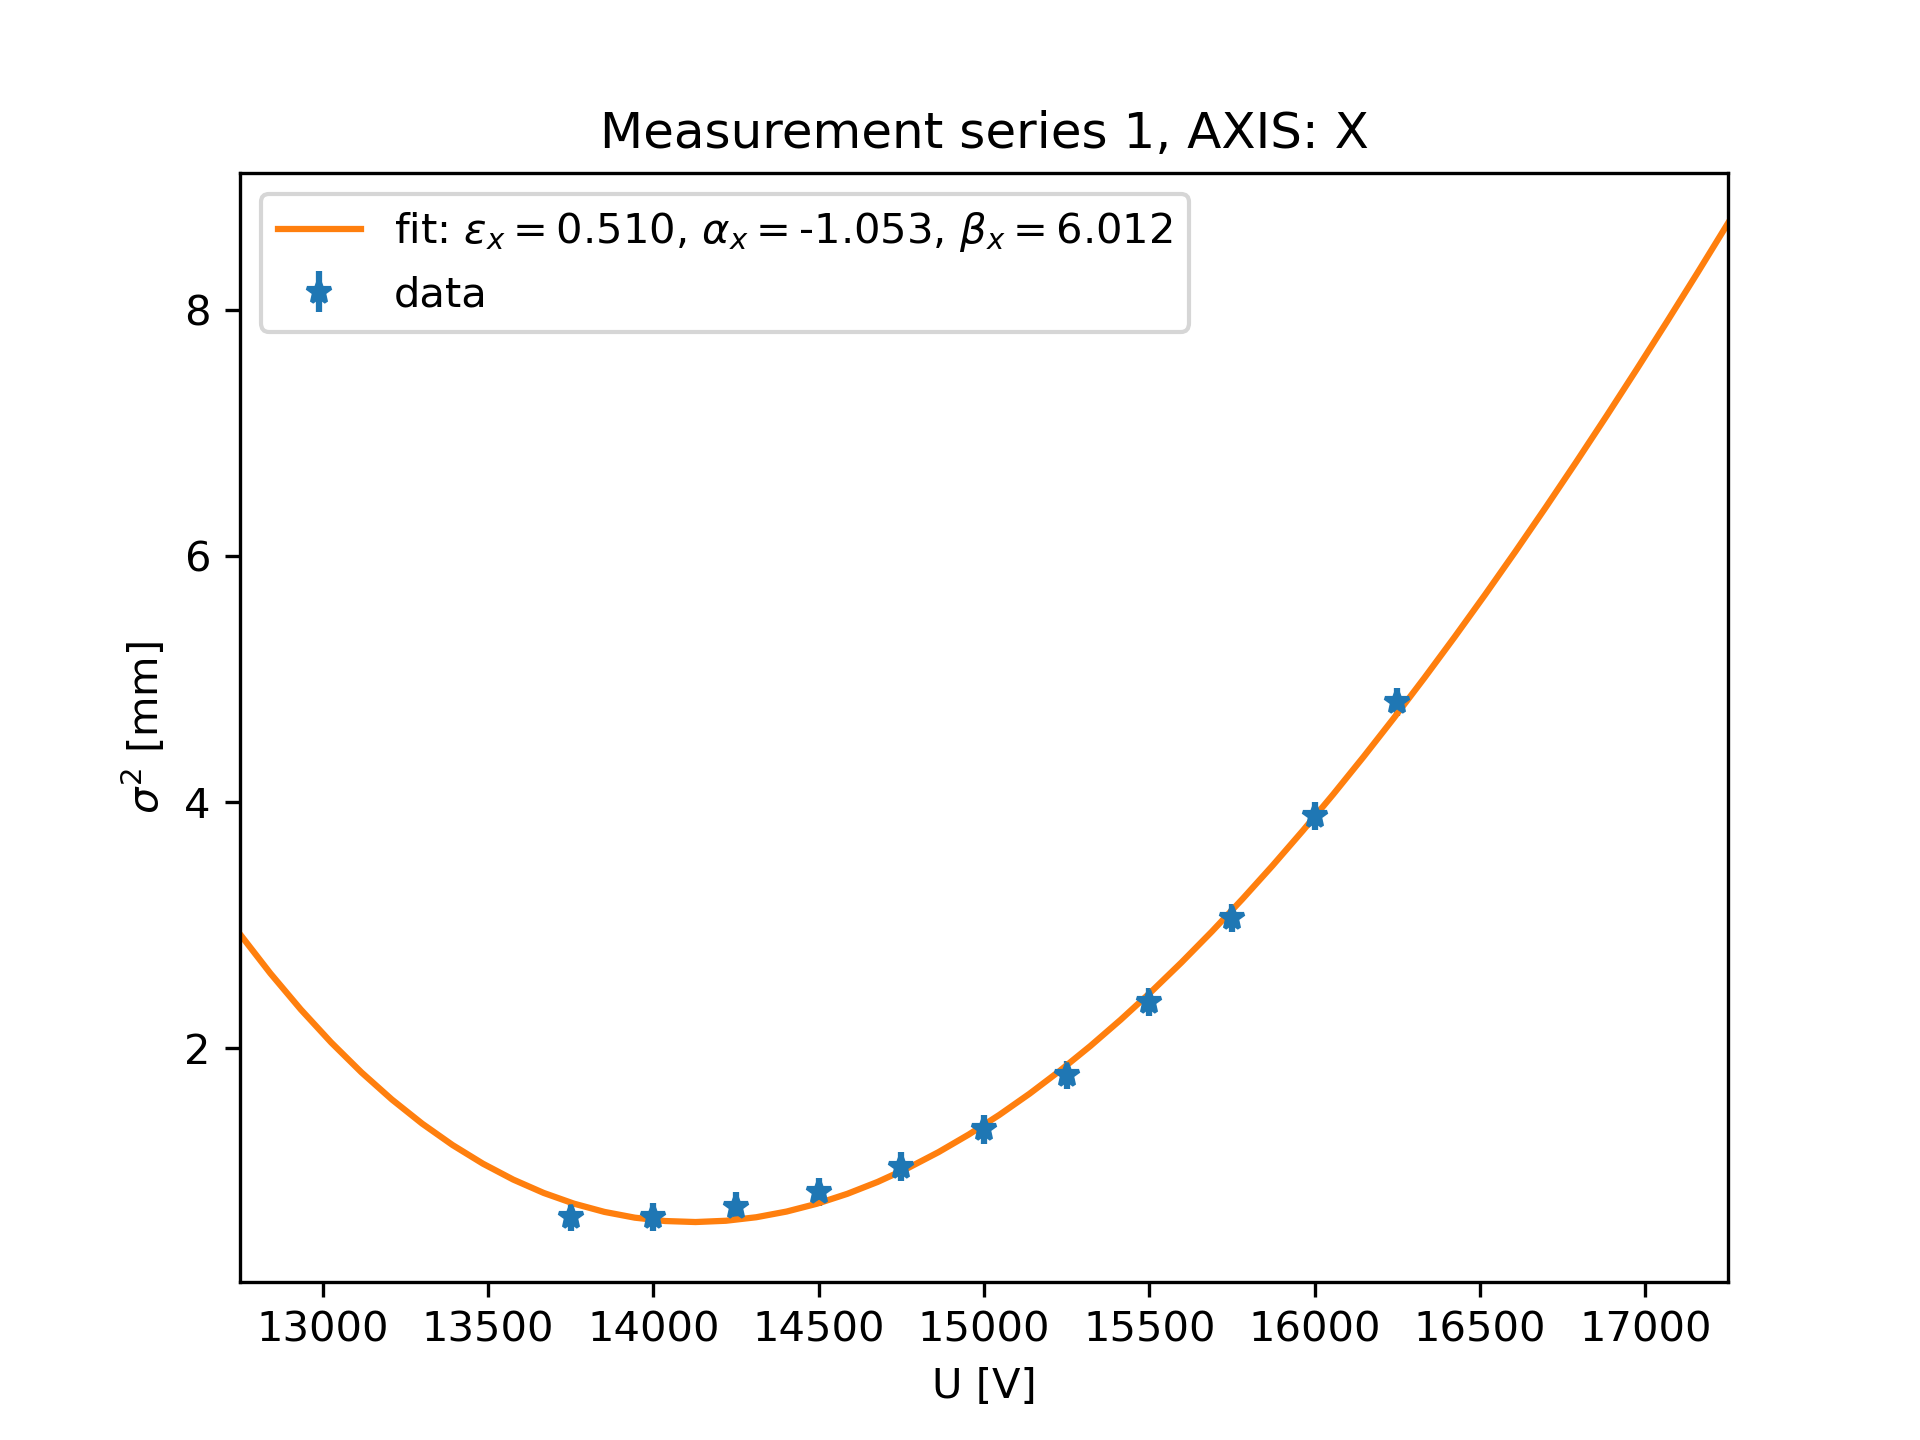 Measurement series 1, AXIS: X
fit: εₓ = 0.510, αₓ = -1.053, βₓ = 6.012
data
8
6
4
2
σ² [mm]
13000 13500 14000 14500 15000 15500 16000 16500 17000
U [V]